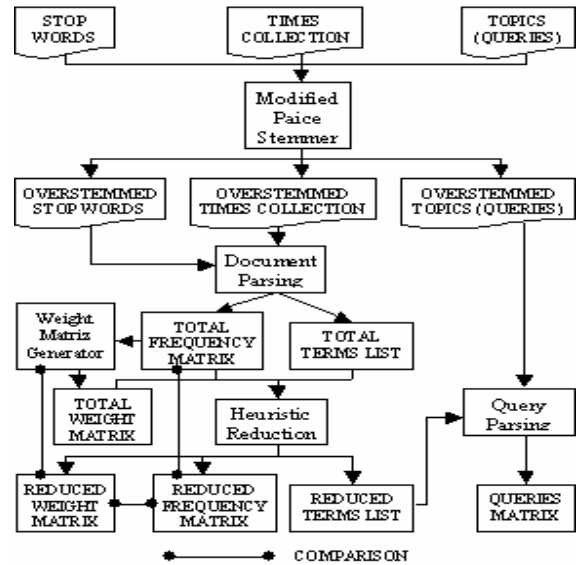 STOP
WORDS
TIMES
COLLECTION
TOPICS
(QUERIES)
Modified
Paice
Stemmer
OVERSTEMMED
STOP WORDS
OVERSTEMMED
TIMES COLLECTION
OVERSTEMMED
TOPICS (QUERIES)
Document
Parsing
Weight
Matriz
Generator
TOTAL
FREQUENCY
MATRIX
TOTAL
TERMS LIST
TOTAL
WEIGHT
MATRIX
Heuristic
Reduction
Query
Parsing
REDUCED
WEIGHT
MATRIX
REDUCED
FREQUENCY
MATRIX
REDUCED
TERMS LIST
QUERIES
MATRIX
COMPARISON